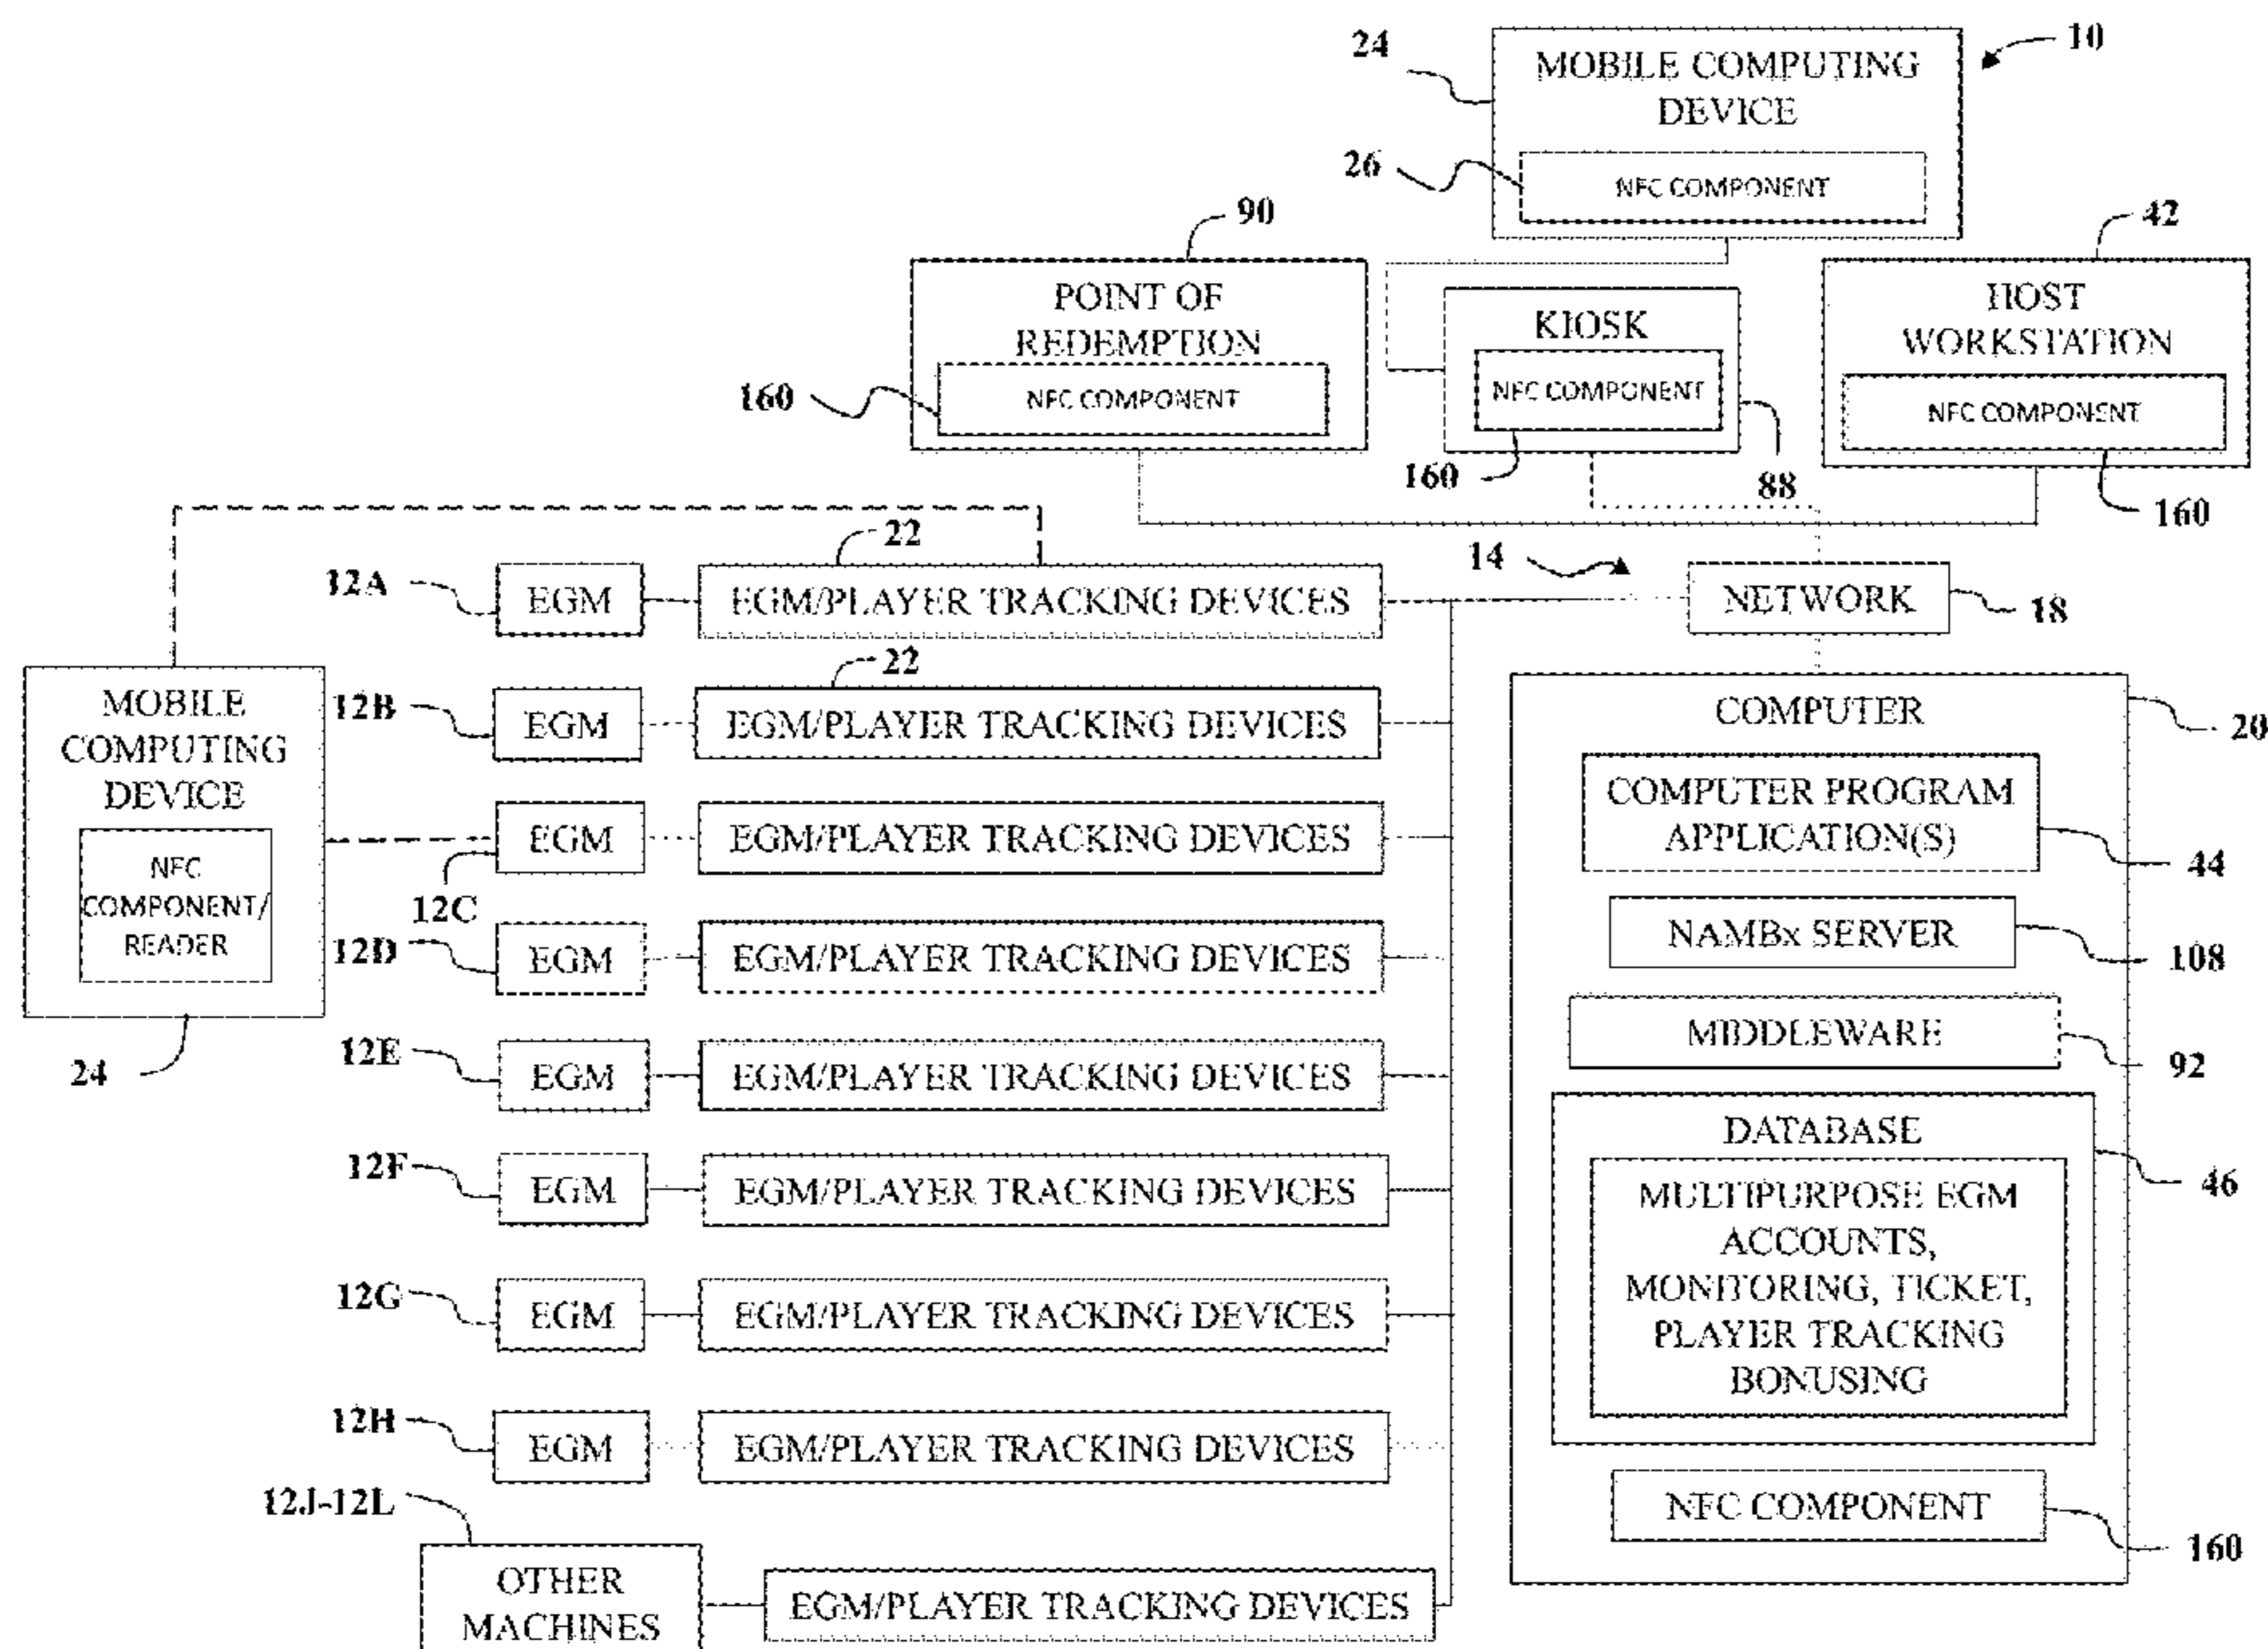 10
24
MOBILE COMPUTING
DEVICE
26
NFC COMPONENT
90
POINT OF
REDEMPTION
160
NFC COMPONENT
KIOSK
NFC COMPONENT
160
88
42
HOST
WORKSTATION
NFC COMPONENT
160
14
NETWORK
18
MOBILE
COMPUTING
DEVICE
NFC
COMPONENT/
READER
24
12A
EGM
22
EGM/PLAYER TRACKING DEVICES
12B
EGM
22
EGM/PLAYER TRACKING DEVICES
12C
EGM
EGM/PLAYER TRACKING DEVICES
12D
EGM
EGM/PLAYER TRACKING DEVICES
12E
EGM
EGM/PLAYER TRACKING DEVICES
12F
EGM
EGM/PLAYER TRACKING DEVICES
12G
EGM
EGM/PLAYER TRACKING DEVICES
12H
EGM
EGM/PLAYER TRACKING DEVICES
12J-12L
OTHER
MACHINES
EGM/PLAYER TRACKING DEVICES
COMPUTER
20
COMPUTER PROGRAM
APPLICATION(S)
44
NAMBx SERVER
108
MIDDLEWARE
92
DATABASE
46
MULTIPURPOSE EGM
ACCOUNTS,
MONITORING, TICKET,
PLAYER TRACKING
BONUSING
NFC COMPONENT
160